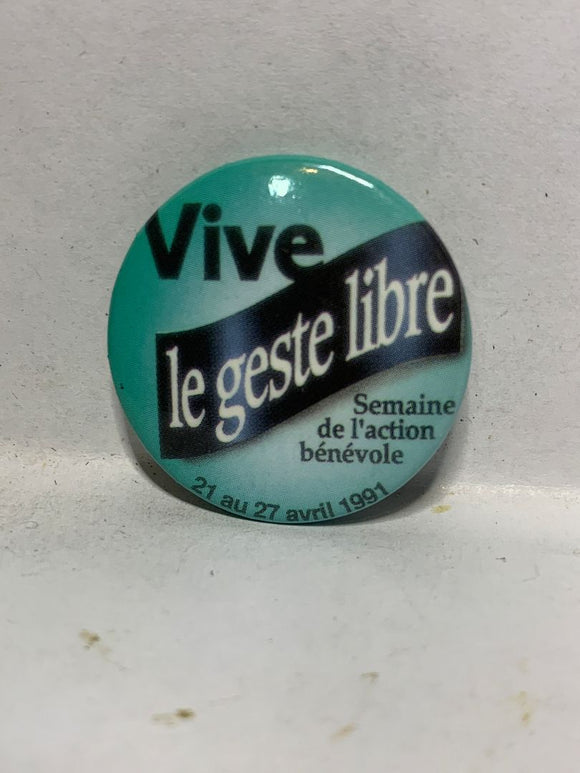 Vive
le geste libre
Semaine
de l'action
bénévole
21 au 27 avril 1991